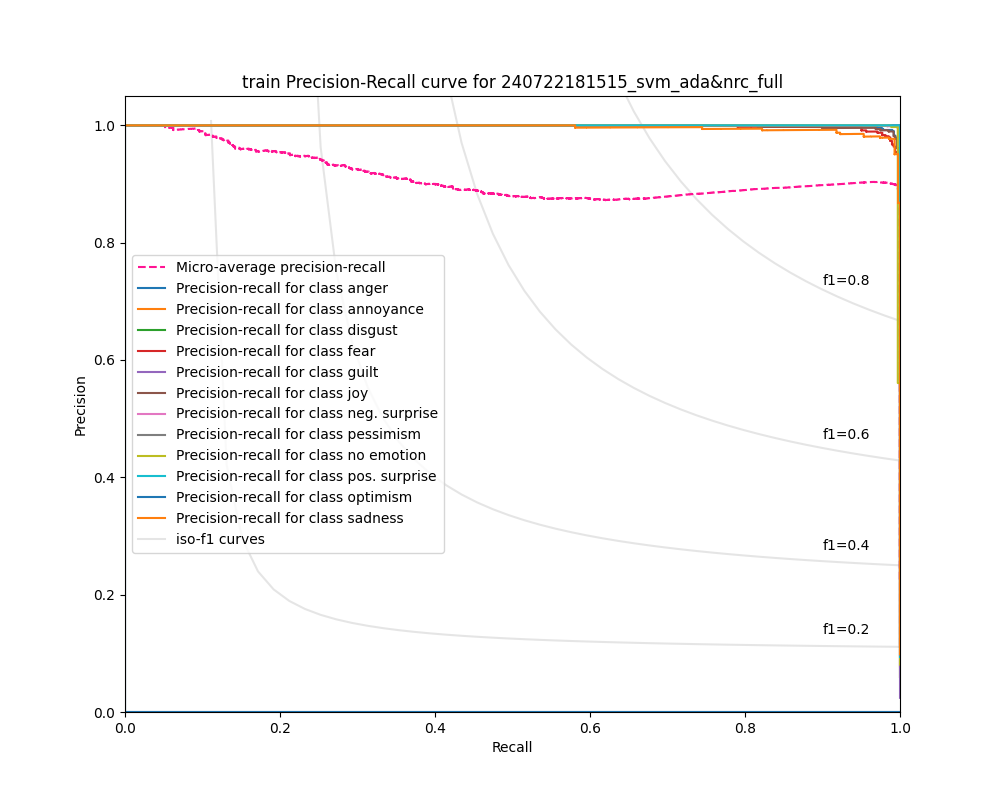 train Precision-Recall curve for 240722181515_svm_ada&nrc_full
1.0
0.8
0.6
0.4
0.2
0.0
Precision
f1=0.8
f1=0.6
f1=0.4
f1=0.2
Micro-average precision-recall
Precision-recall for class anger
Precision-recall for class annoyance
Precision-recall for class disgust
Precision-recall for class fear
Precision-recall for class guilt
Precision-recall for class joy
Precision-recall for class neg. surprise
Precision-recall for class pessimism
Precision-recall for class no emotion
Precision-recall for class pos. surprise
Precision-recall for class optimism
Precision-recall for class sadness
iso-f1 curves
0.0 0.2 0.4 0.6 0.8 1.0
Recall